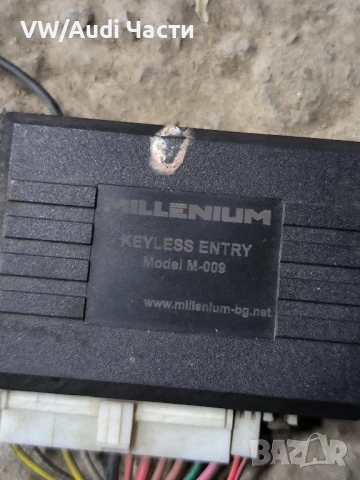 VW/Audi Части
MILLENIUM
KEYLESS ENTRY
Model M-009
www.millenium-bg.net
BAZAR